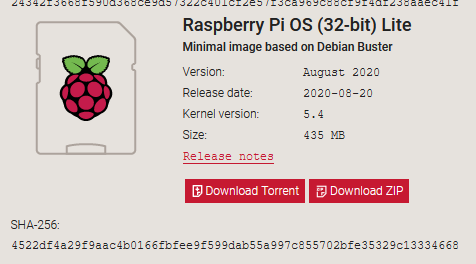 Raspberry Pi OS (32-bit) Lite
Minimal image based on Debian Buster
Version: August 2020
Release date: 2020-08-20
Kernel version: 5.4
Size: 435 MB
Release notes
Download Torrent Download ZIP
SHA-256:
4522df4a29f9aac4b0166fbfee9f599dab55a997c855702bfe35329c13334668